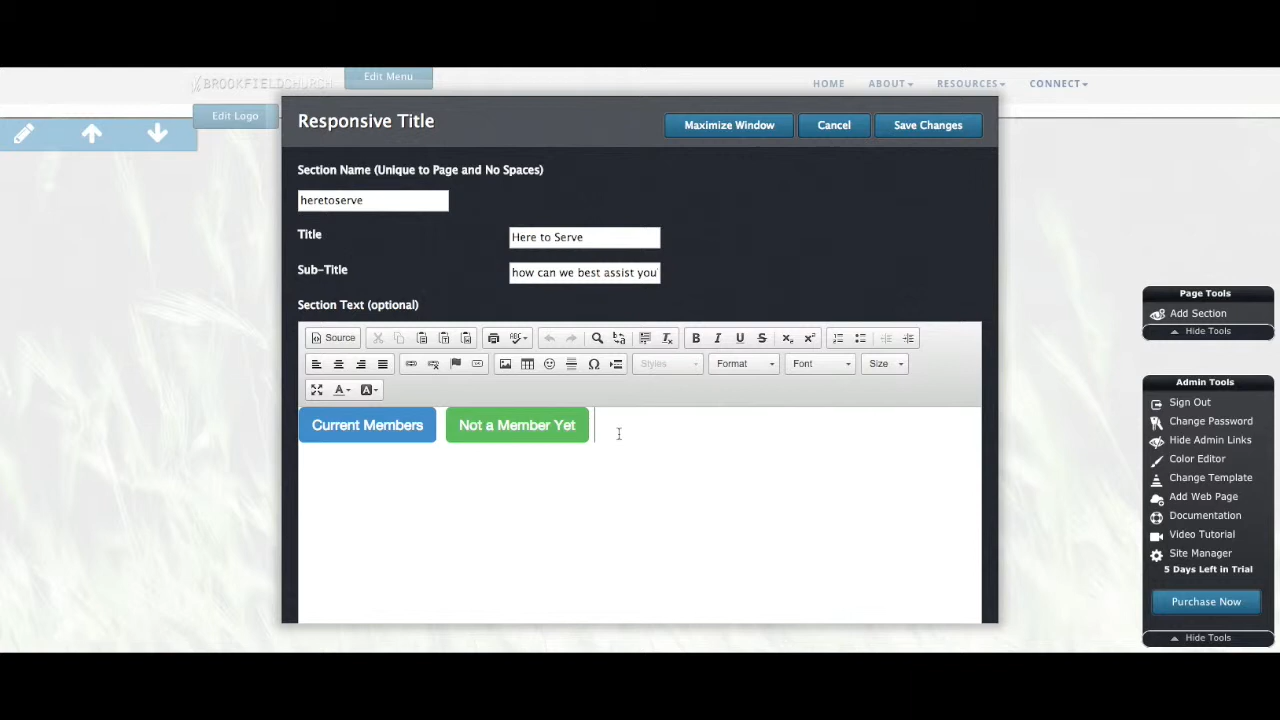 BROOKFIELDCHURCH
Edit Menu
HOME ABOUT RESOURCES CONNECT
Edit Logo
Responsive Title
Maximize Window Cancel Save Changes
Section Name (Unique to Page and No Spaces)
heretoserve
Title
Here to Serve
Sub-Title
how can we best assist you
Section Text (optional)
Source ABC B I U S
Styles Format Font Size
A A
Current Members Not a Member Yet
Page Tools
Add Section
Hide Tools
Admin Tools
Sign Out
Change Password
Hide Admin Links
Color Editor
Change Template
Add Web Page
Documentation
Video Tutorial
Site Manager
5 Days Left in Trial
Purchase Now
Hide Tools